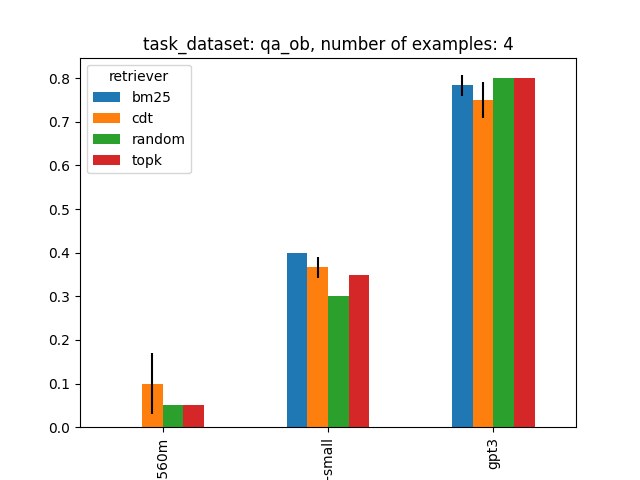 task_dataset: qa_ob, number of examples: 4
retriever
bm25
cdt
random
topk
0.8
0.7
0.6
0.5
0.4
0.3
0.2
0.1
0.0
560m
-small
gpt3